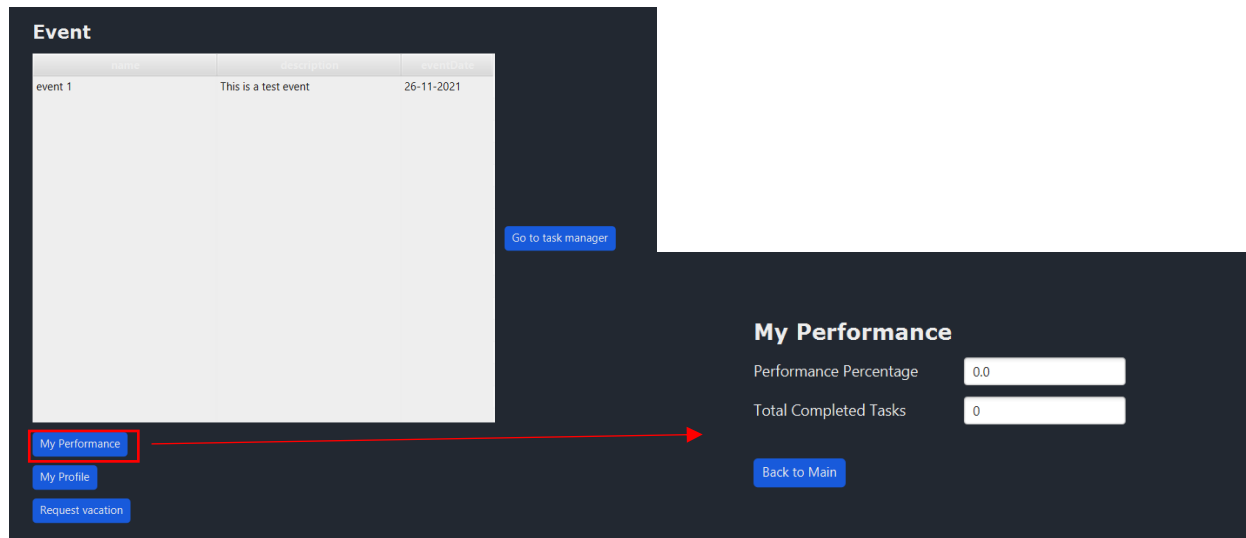 Event
name description eventDate
event 1 This is a test event 26-11-2021
Go to task manager
My Performance
My Profile
Request vacation
My Performance
Performance Percentage 0.0
Total Completed Tasks 0
Back to Main